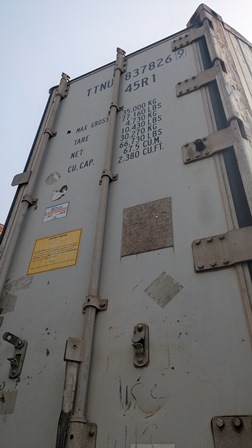 TTNU 837826 9
45R1
MAX GROSS 35.000 KG
77.160 LBS
TARE 4.730 KG
10.430 LBS
NET 30.270 KG
66.730 LBS
CU.CAP. 67.5 CU.M.
2.380 CU.FT.